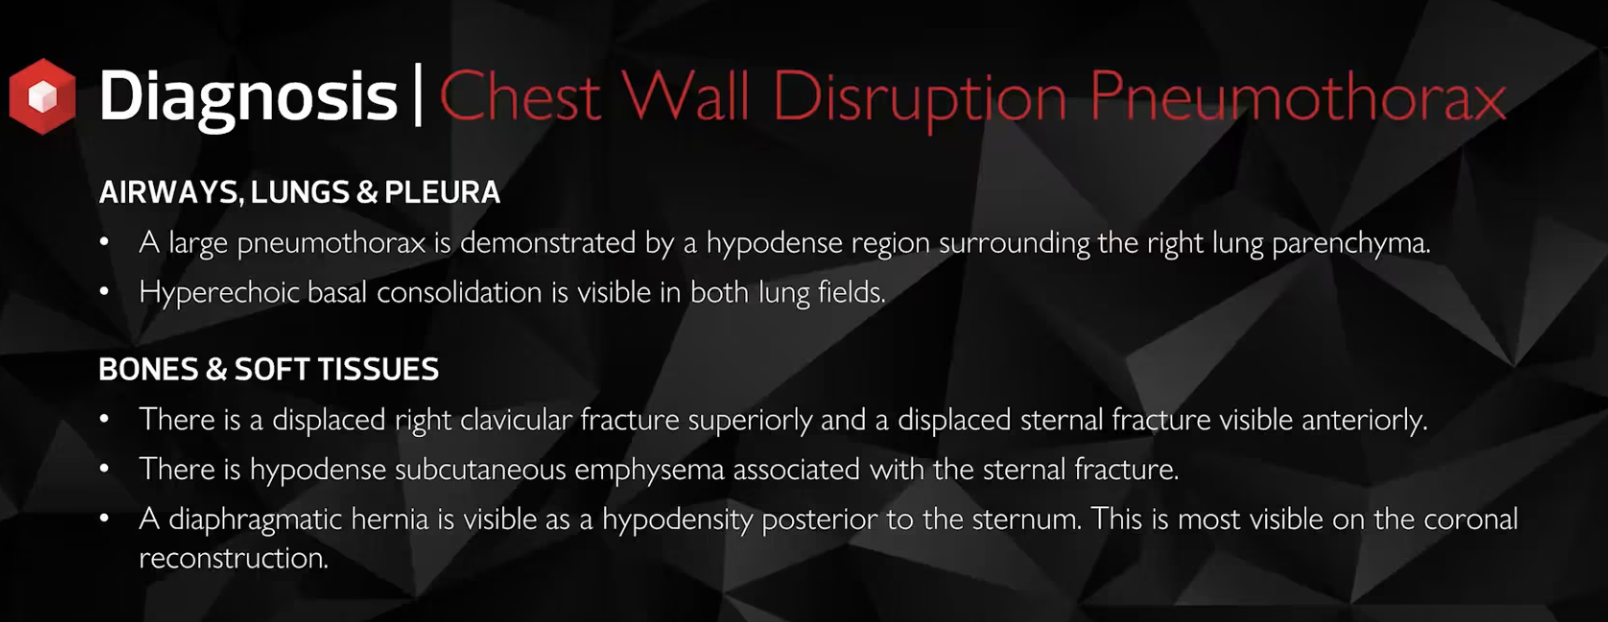 Diagnosis | Chest Wall Disruption Pneumothorax
AIRWAYS, LUNGS & PLEURA
• A large pneumothorax is demonstrated by a hypodense region surrounding the right lung parenchyma.
• Hyperechoic basal consolidation is visible in both lung fields.
BONES & SOFT TISSUES
• There is a displaced right clavicular fracture superiorly and a displaced sternal fracture visible anteriorly.
• There is hypodense subcutaneous emphysema associated with the sternal fracture.
• A diaphragmatic hernia is visible as a hypodensity posterior to the sternum. This is most visible on the coronal
reconstruction.